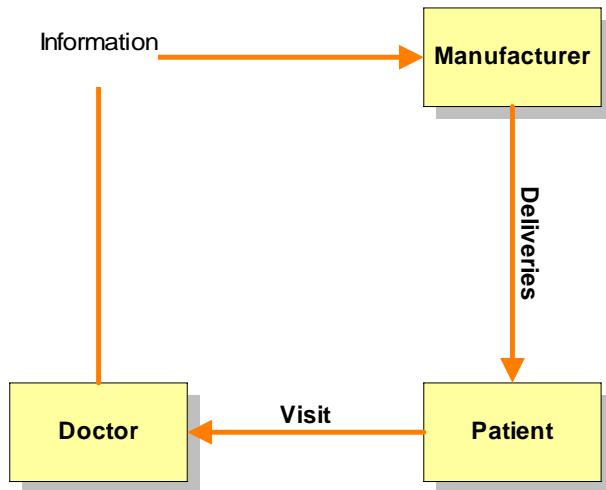 Information
Manufacturer
Deliveries
Doctor
Visit
Patient